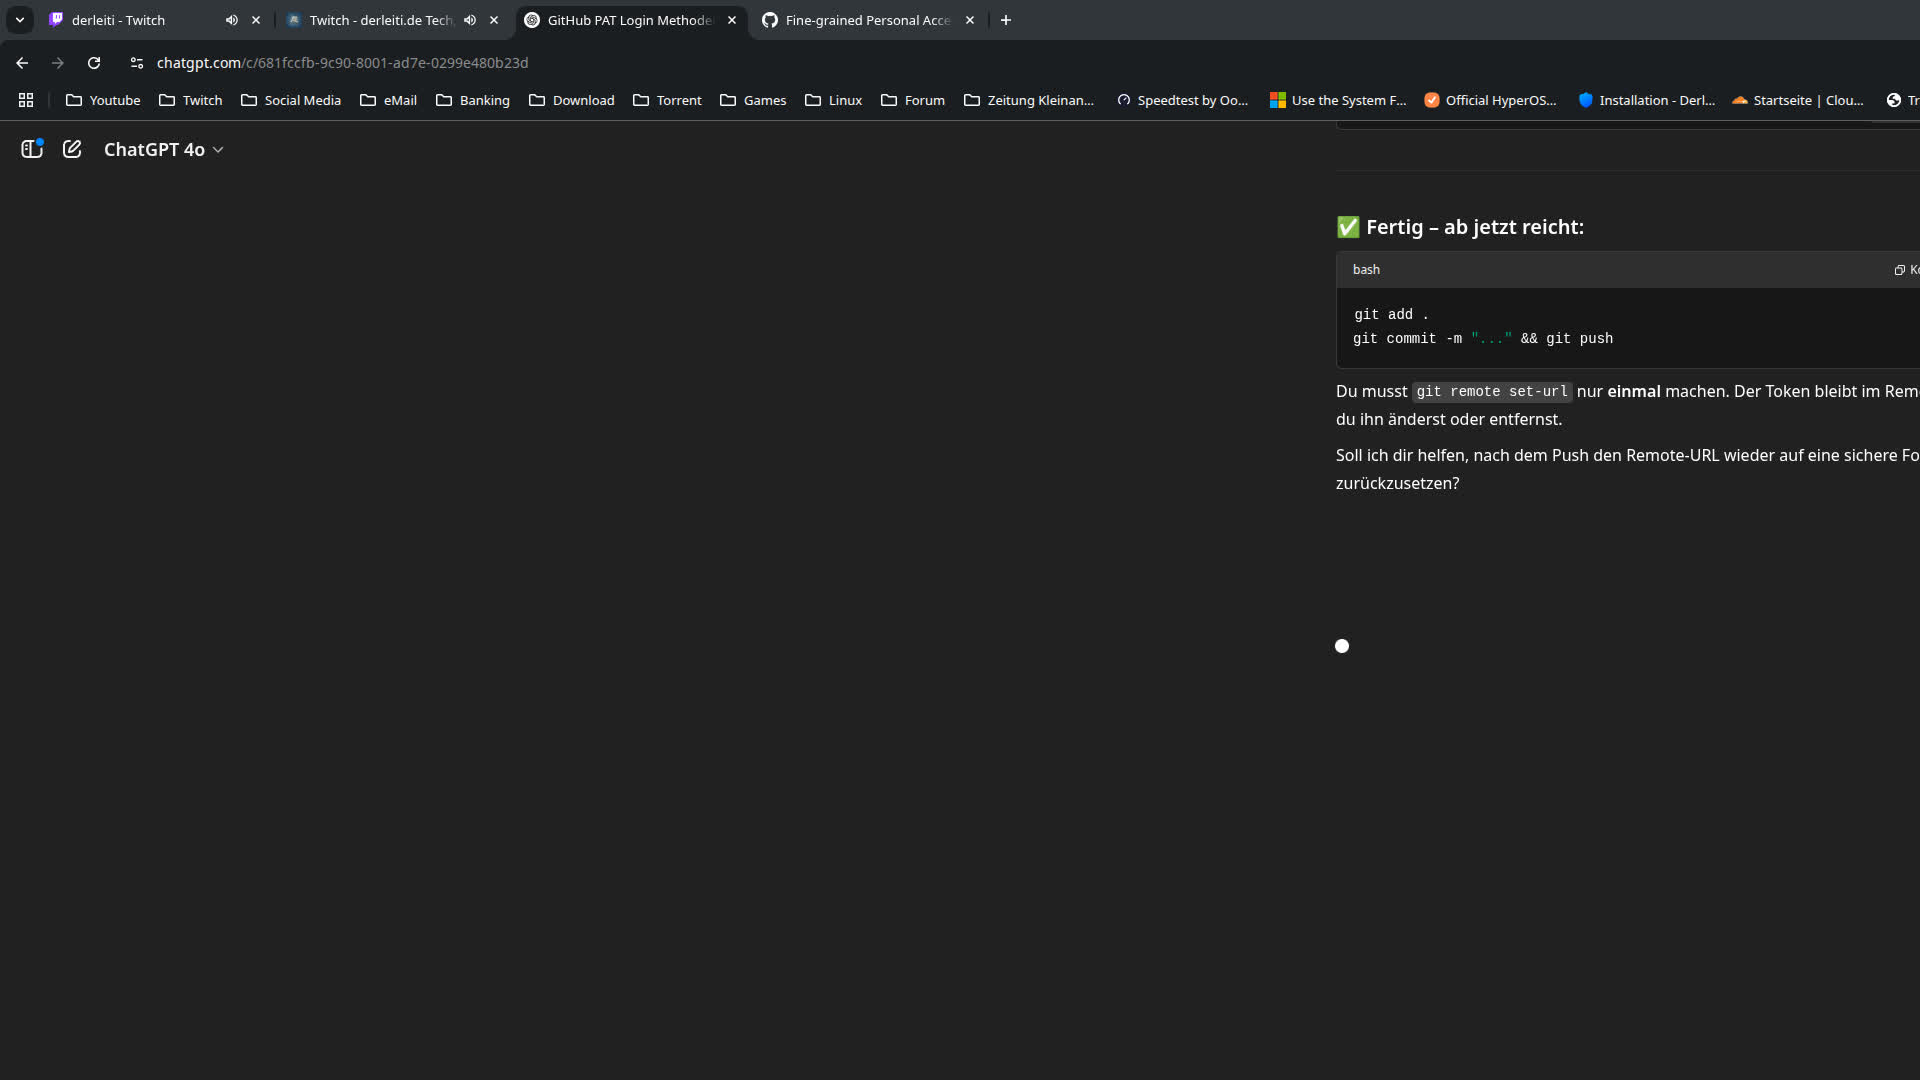 derleiti - Twitch
Twitch - derleiti.de Tech
GitHub PAT Login Methode
Fine-grained Personal Acce
chatgpt.com/c/681fccfb-9c90-8001-ad7e-0299e480b23d
Youtube
Twitch
Social Media
eMail
Banking
Download
Torrent
Games
Linux
Forum
Zeitung Kleinan...
Speedtest by Oo...
Use the System F...
Official HyperOS...
Installation - Derl...
Startseite | Clou...
Tr
ChatGPT 4o
✅ Fertig – ab jetzt reicht:
bash
Ko
git add .
git commit -m "..." && git push
Du musst git remote set-url nur einmal machen. Der Token bleibt im Rem
du ihn änderst oder entfernst.
Soll ich dir helfen, nach dem Push den Remote-URL wieder auf eine sichere Fo
zurückzusetzen?